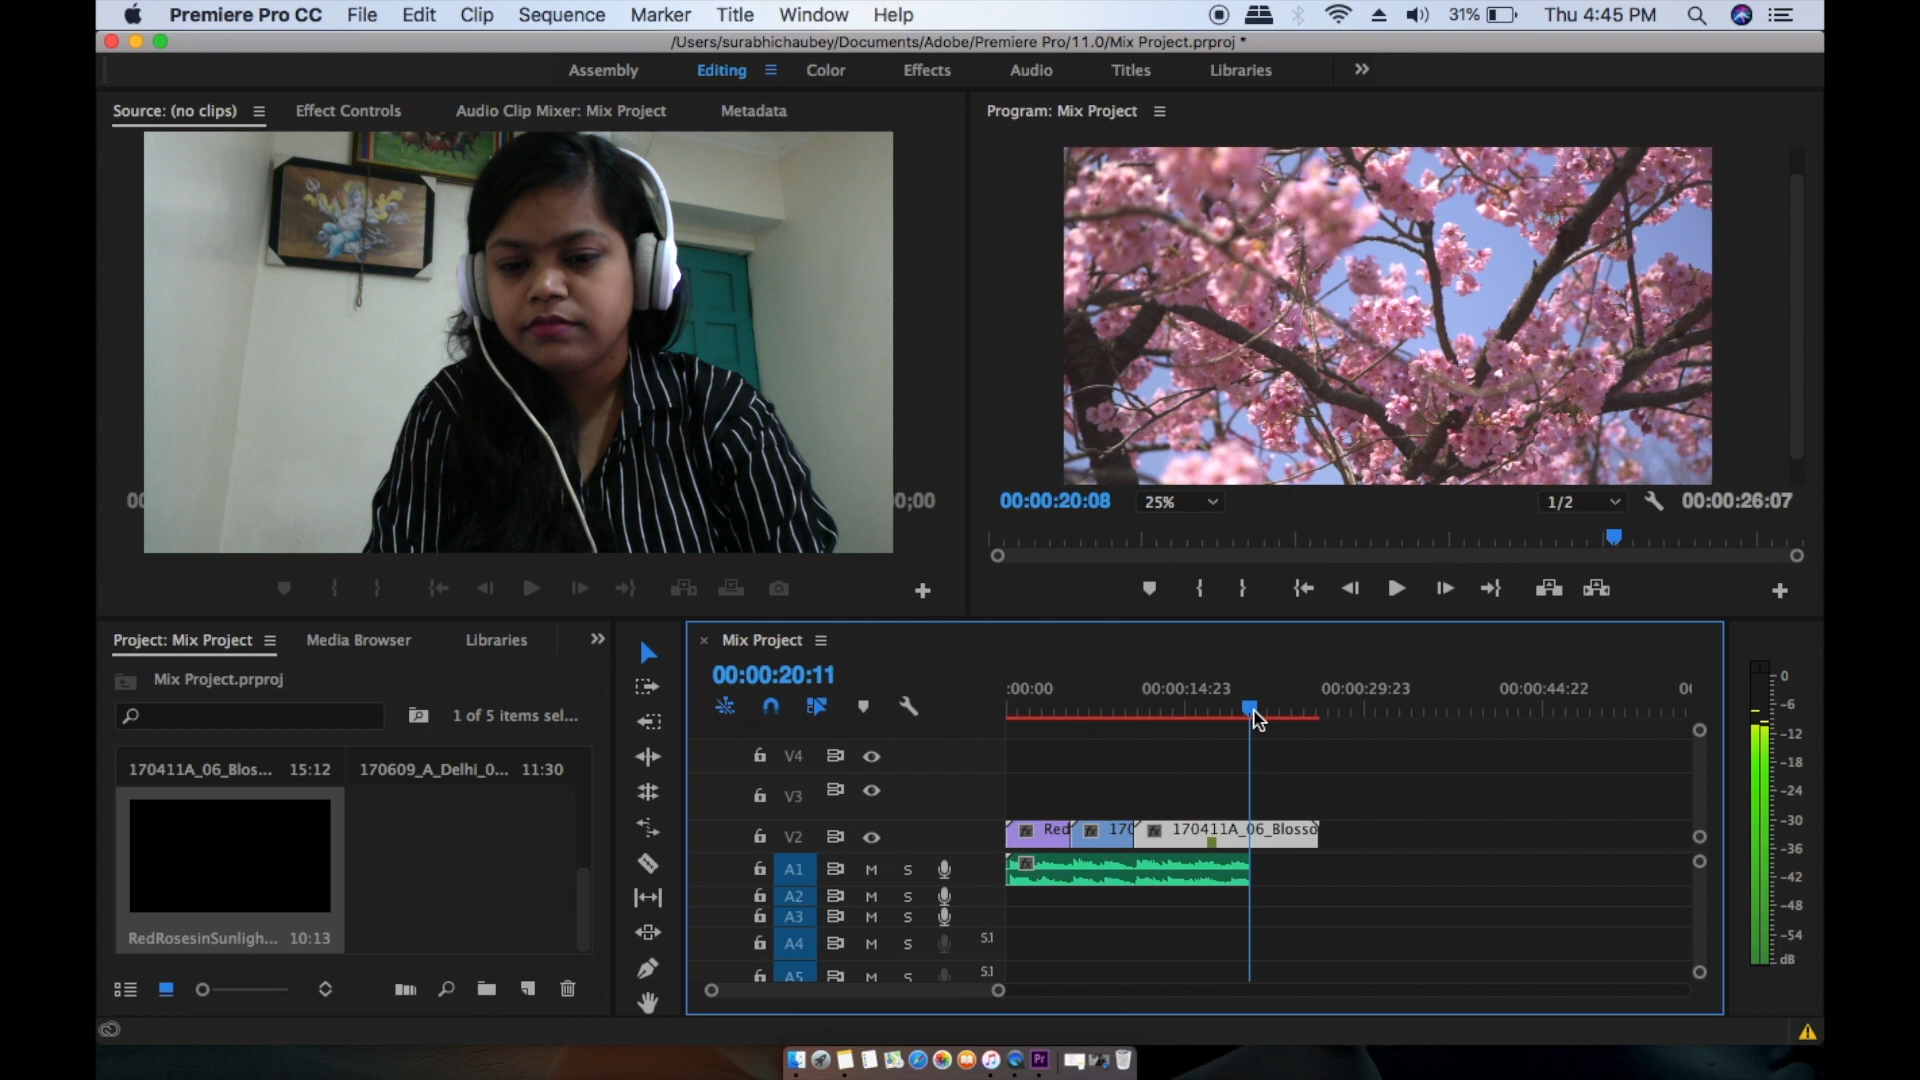 Premiere Pro CC File Edit Clip Sequence Marker Title Window Help 31% Thu 4:45 PM
/Users/surabhichaubey/Documents/Adobe/Premiere Pro/11.0/Mix Project.prproj *
Assembly Editing Color Effects Audio Titles Libraries
Source: (no clips) Effect Controls Audio Clip Mixer: Mix Project Metadata
Program: Mix Project
00:00:20:08 25% 1/2 00:00:26:07
Project: Mix Project Media Browser Libraries
Mix Project.prproj
1 of 5 items sel...
170411A_06_Blos... 15:12 170609_A_Delhi_0... 11:30
RedRosesinSunligh... 10:13
Mix Project
00:00:20:11
:00:00 00:00:14:23 00:00:29:23 00:00:44:22
V4
V3
V2 Red 170 170411A_06_Blosso
A1 M S
A2 M S
A3 M S
A4 M S 5.1
A5 M S 5.1
0
-6
-12
-18
-24
-30
-36
-42
-48
-54
dB
Pr